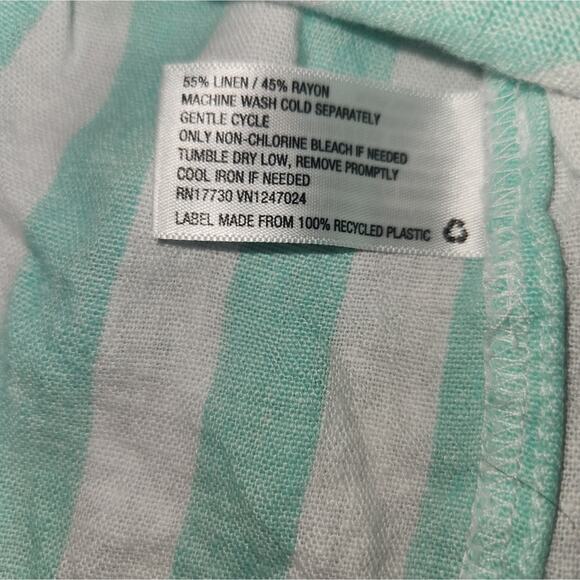 55% LINEN / 45% RAYON
MACHINE WASH COLD SEPARATELY
GENTLE CYCLE
ONLY NON-CHLORINE BLEACH IF NEEDED
TUMBLE DRY LOW, REMOVE PROMPTLY
COOL IRON IF NEEDED
RN17730 VN1247024
LABEL MADE FROM 100% RECYCLED PLASTIC